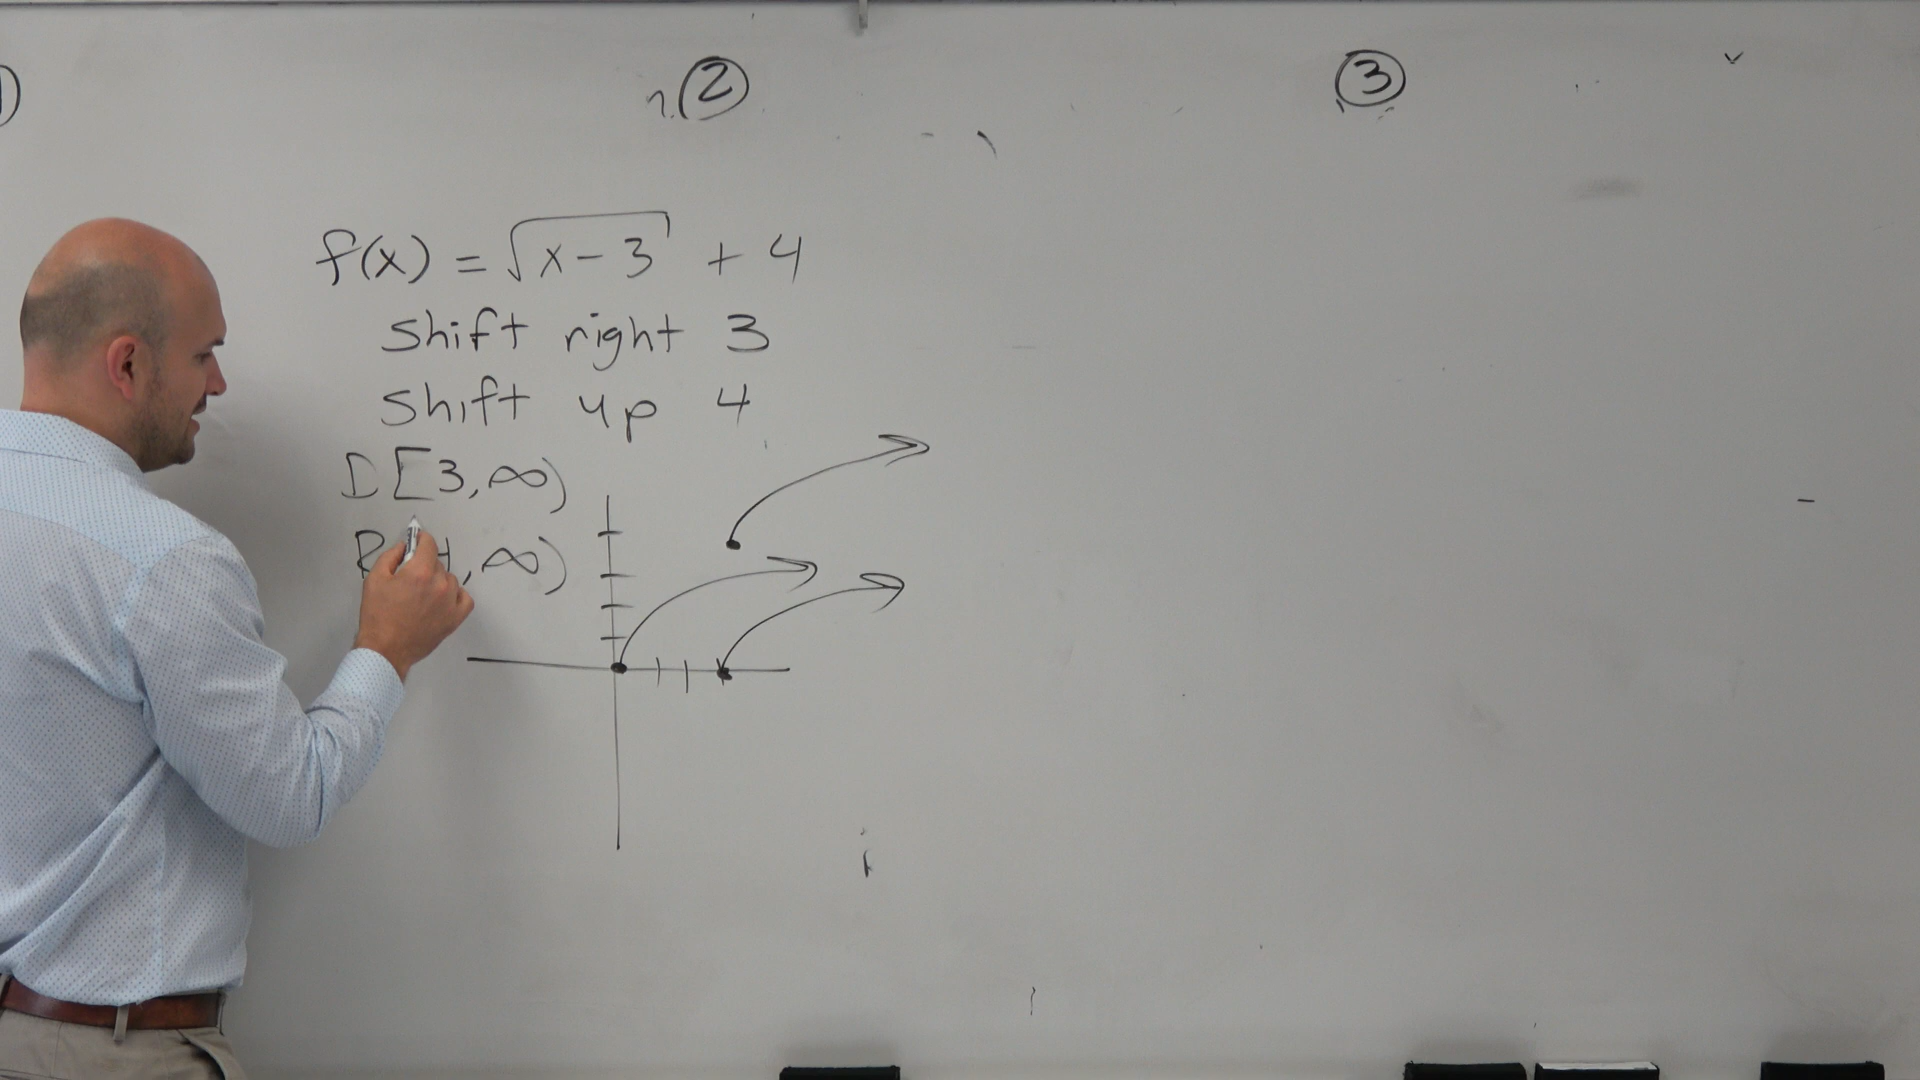 ② ③
f(x) = √(x-3) + 4
shift right 3
shift up 4
D [3, ∞)
R 4, ∞)